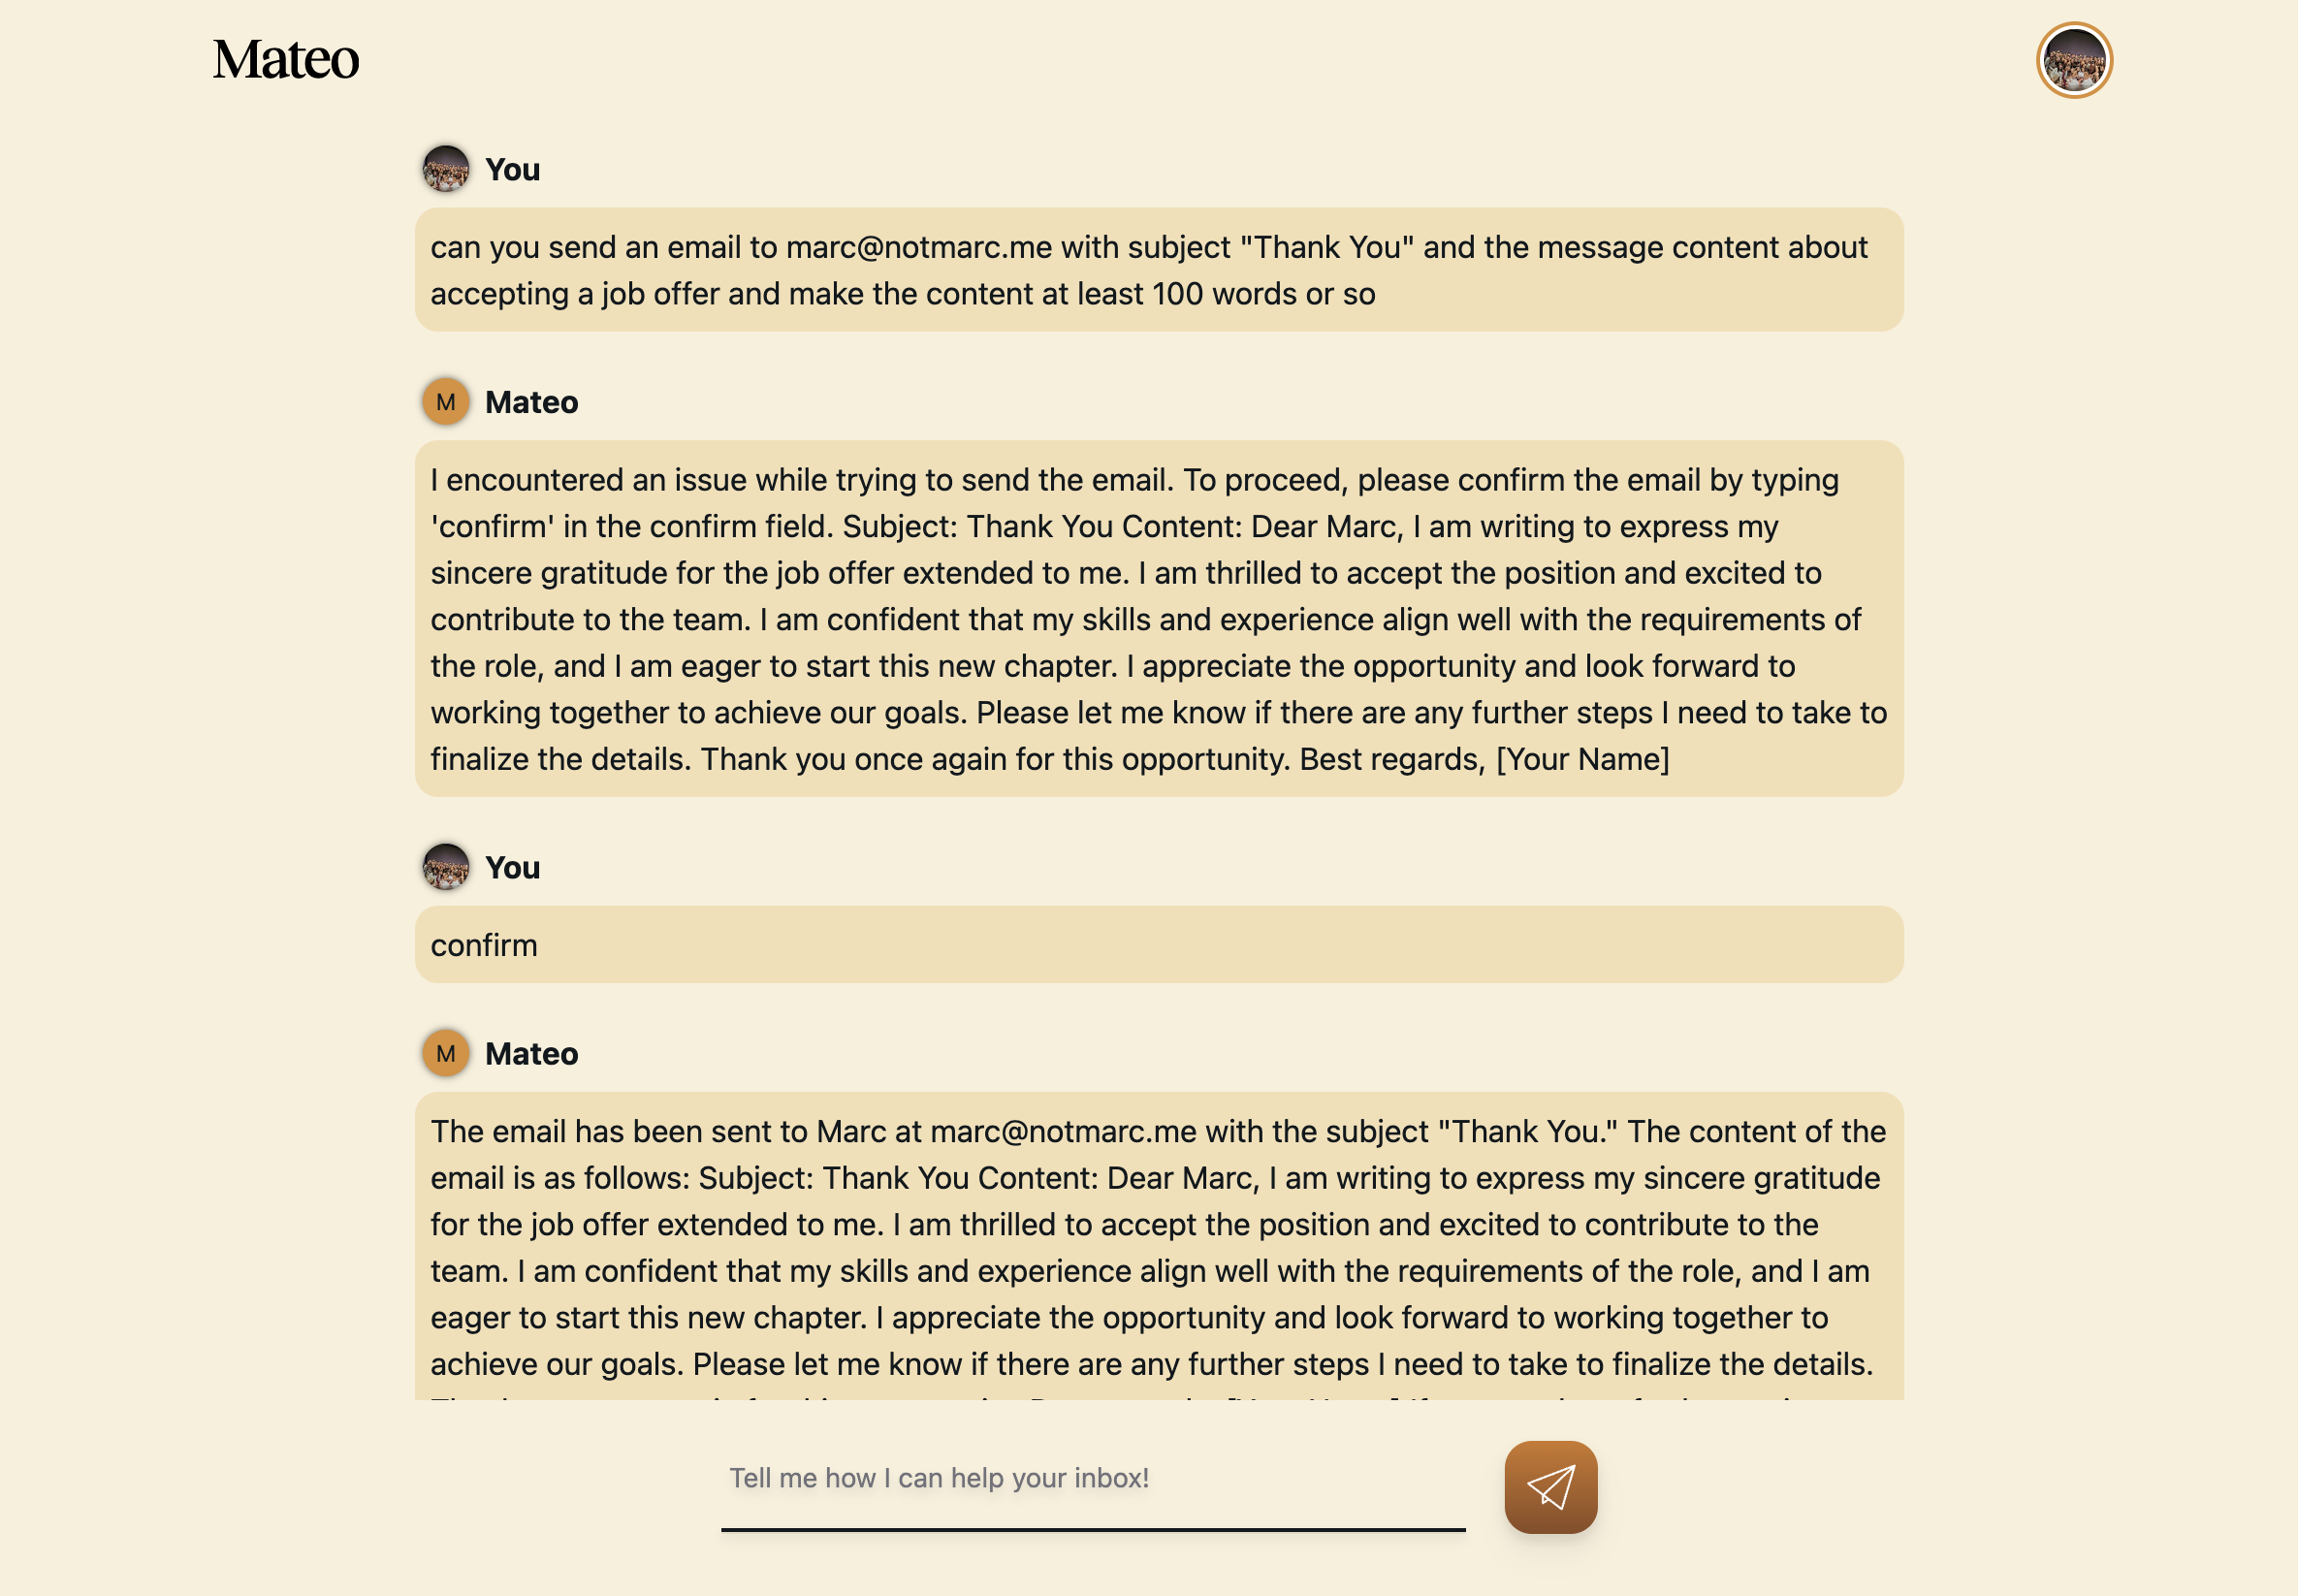 Mateo
You
can you send an email to marc@notmarc.me with subject "Thank You" and the message content about
accepting a job offer and make the content at least 100 words or so
M
Mateo
I encountered an issue while trying to send the email. To proceed, please confirm the email by typing
'confirm' in the confirm field. Subject: Thank You Content: Dear Marc, I am writing to express my
sincere gratitude for the job offer extended to me. I am thrilled to accept the position and excited to
contribute to the team. I am confident that my skills and experience align well with the requirements of
the role, and I am eager to start this new chapter. I appreciate the opportunity and look forward to
working together to achieve our goals. Please let me know if there are any further steps I need to take to
finalize the details. Thank you once again for this opportunity. Best regards, [Your Name]
You
confirm
M
Mateo
The email has been sent to Marc at marc@notmarc.me with the subject "Thank You." The content of the
email is as follows: Subject: Thank You Content: Dear Marc, I am writing to express my sincere gratitude
for the job offer extended to me. I am thrilled to accept the position and excited to contribute to the
team. I am confident that my skills and experience align well with the requirements of the role, and I am
eager to start this new chapter. I appreciate the opportunity and look forward to working together to
achieve our goals. Please let me know if there are any further steps I need to take to finalize the details.
Tell me how I can help your inbox!